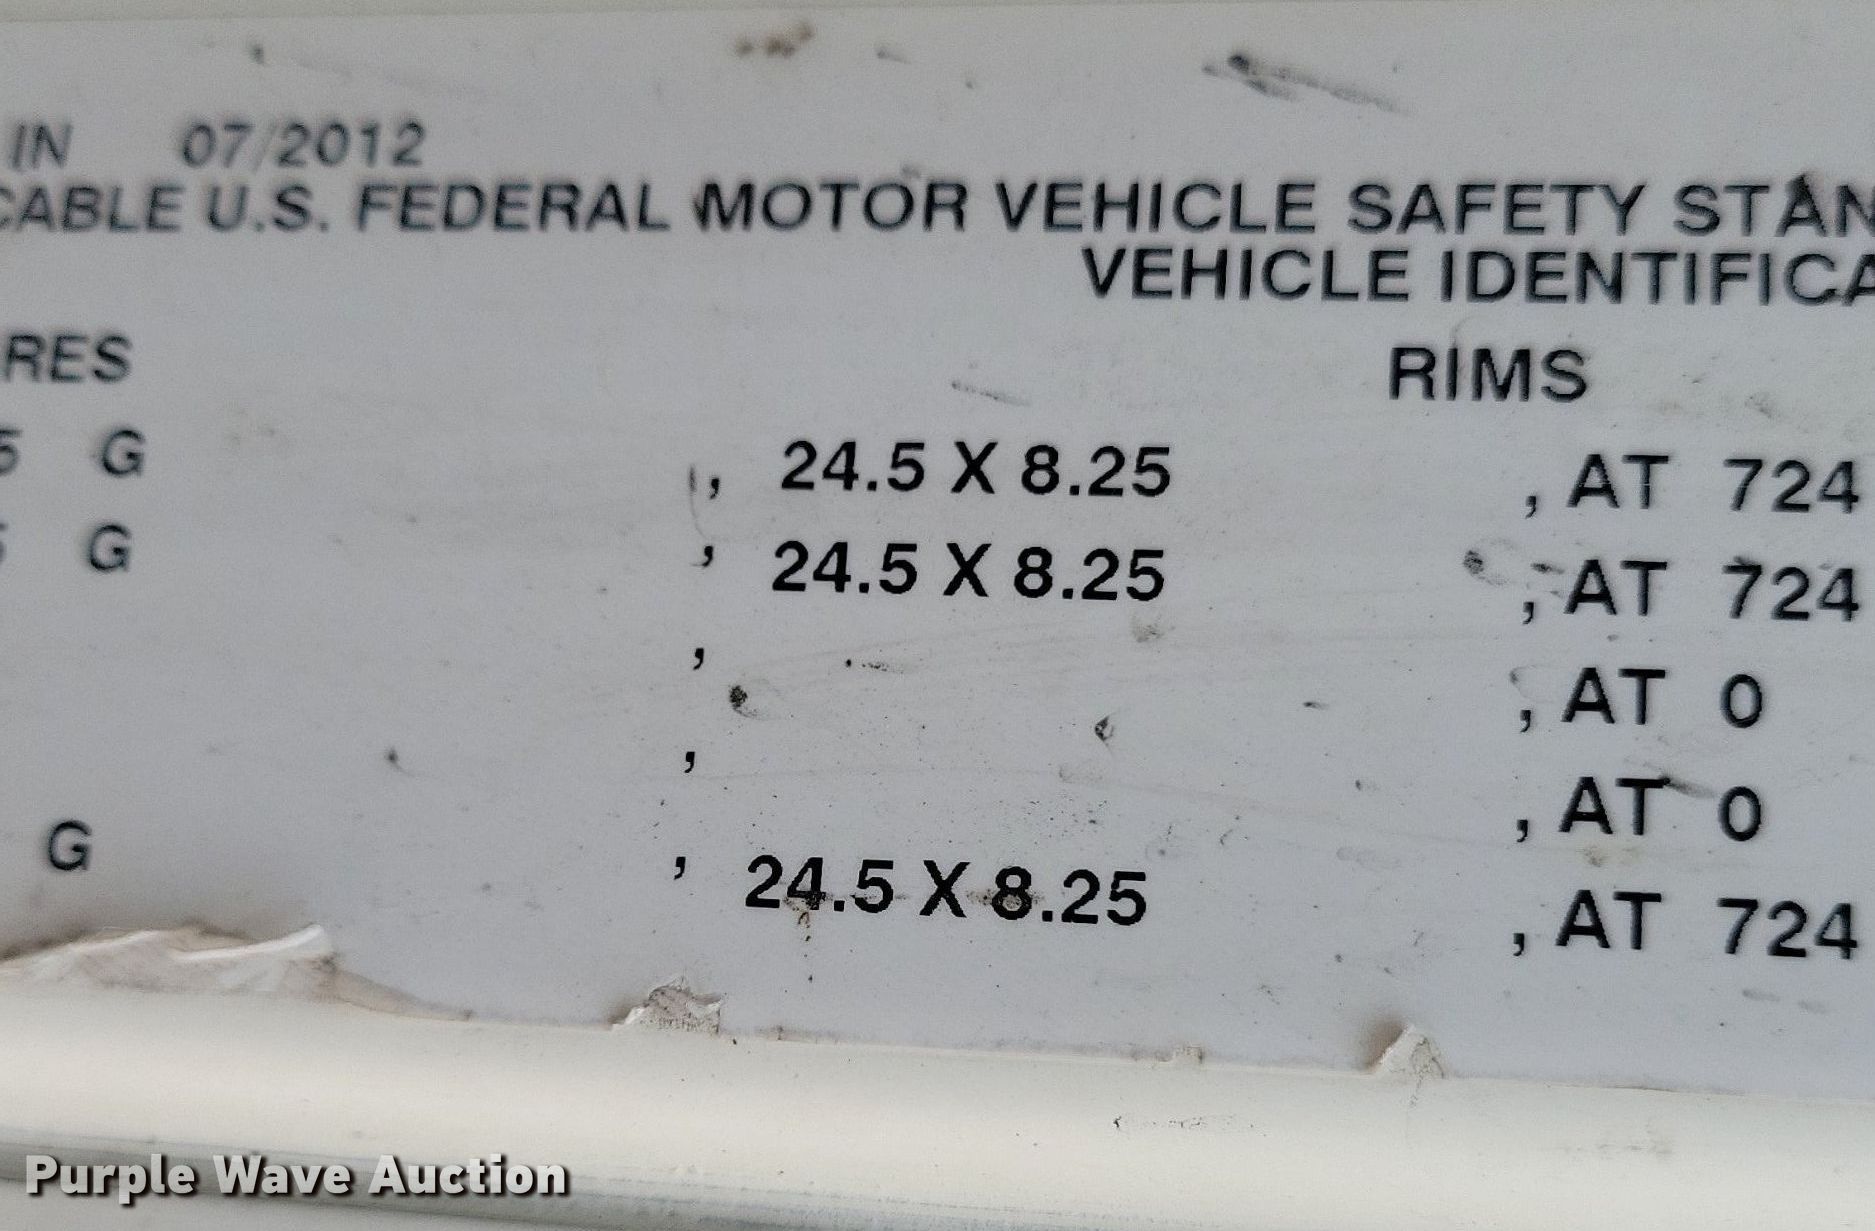 IN 07/2012
CABLE U.S. FEDERAL MOTOR VEHICLE SAFETY STAN
VEHICLE IDENTIFICA
RES RIMS
5 G , 24.5 X 8.25 , AT 724
5 G , 24.5 X 8.25 , AT 724
, , AT 0
, , AT 0
G , 24.5 X 8.25 , AT 724
Purple Wave Auction